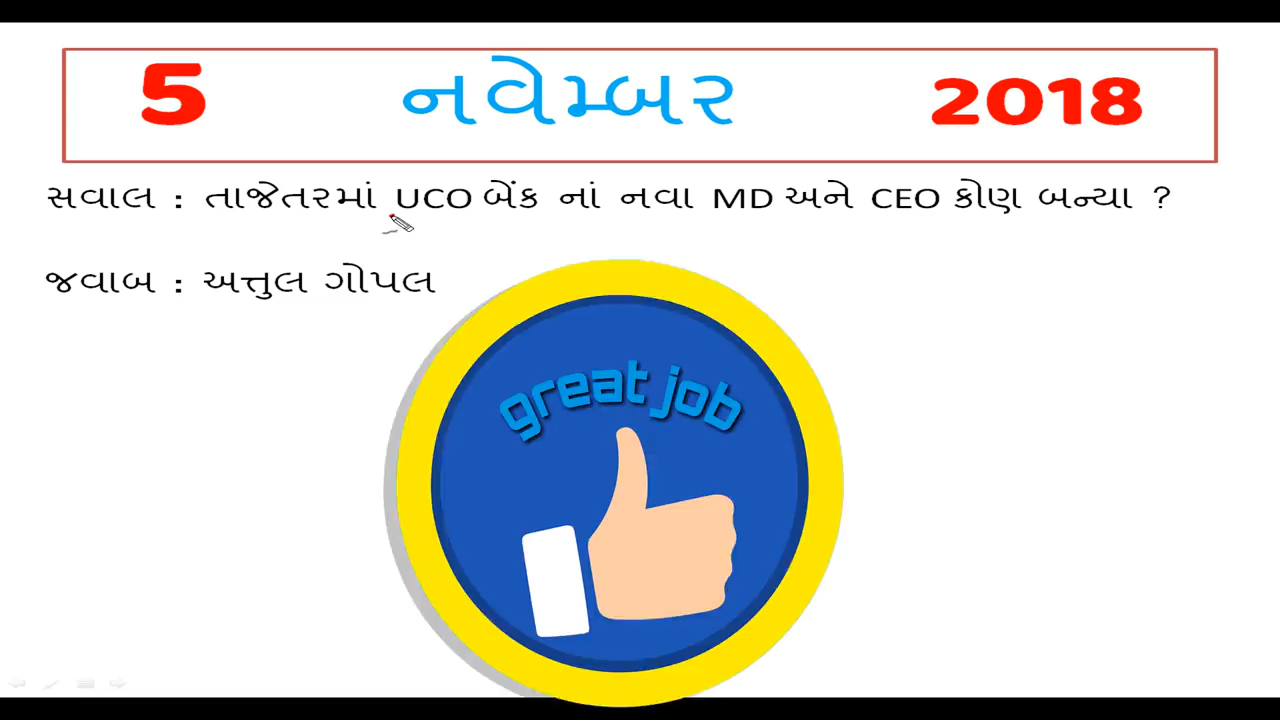 5 નવેમ્બર 2018
સવાલ : તાજેતરમાં UCO બેંક નાં નવા MD અને CEO કોણ બન્યા ?
જવાબ : અત્તુલ ગોપલ
great job